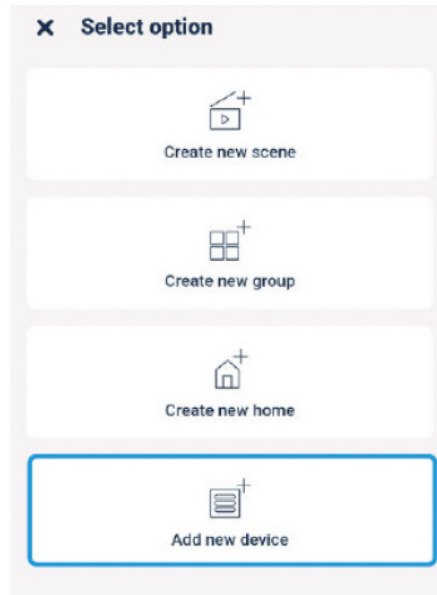 Select option
Create new scene
Create new group
Create new home
Add new device